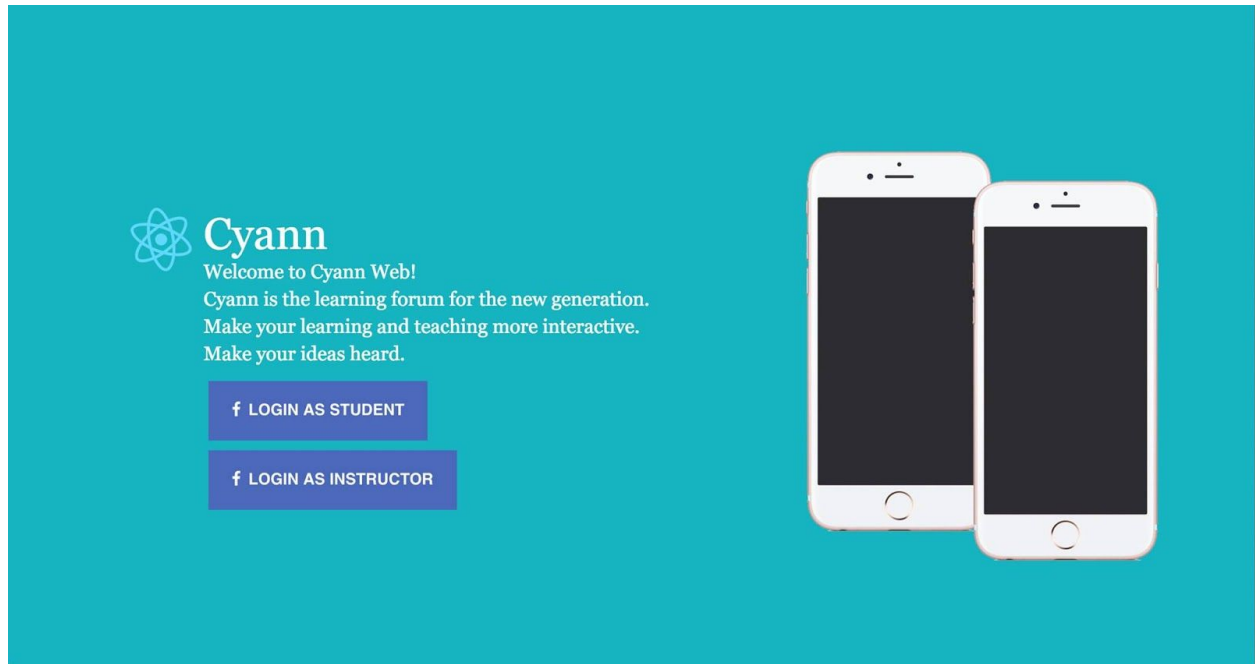 Cyann
Welcome to Cyann Web!
Cyann is the learning forum for the new generation.
Make your learning and teaching more interactive.
Make your ideas heard.
f LOGIN AS STUDENT
f LOGIN AS INSTRUCTOR